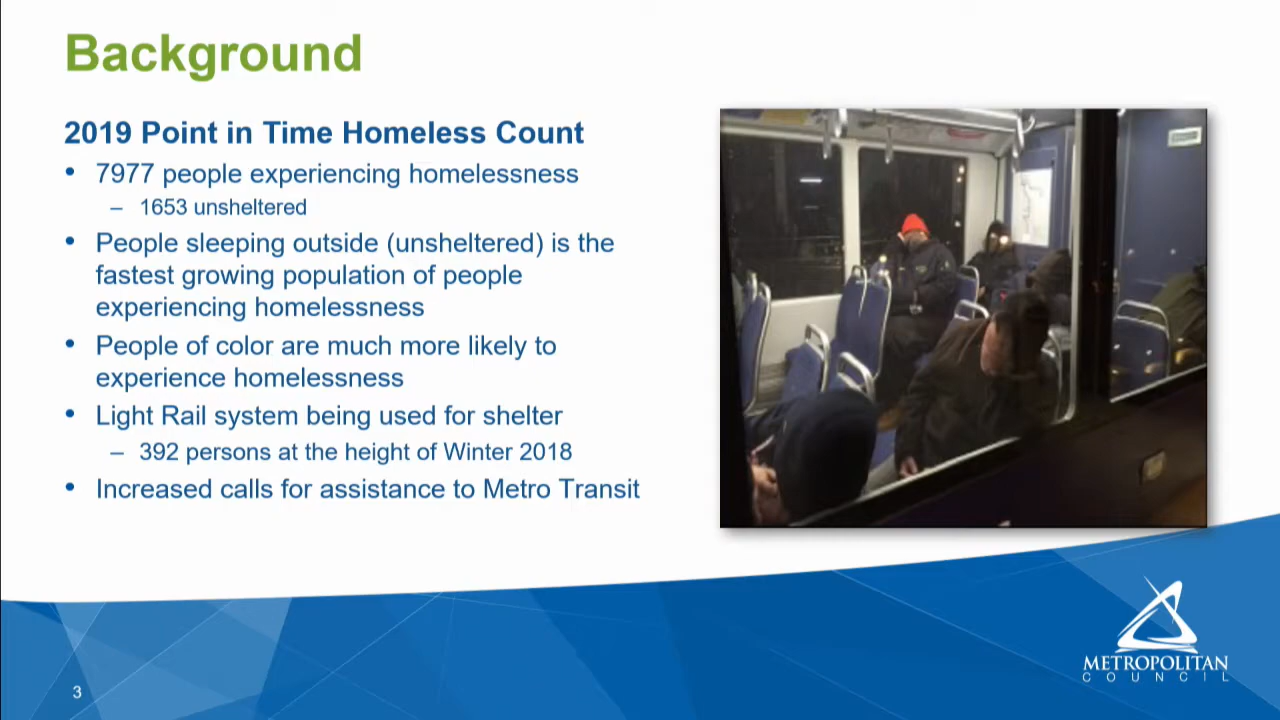 Background
2019 Point in Time Homeless Count
• 7977 people experiencing homelessness
– 1653 unsheltered
• People sleeping outside (unsheltered) is the
fastest growing population of people
experiencing homelessness
• People of color are much more likely to
experience homelessness
• Light Rail system being used for shelter
– 392 persons at the height of Winter 2018
• Increased calls for assistance to Metro Transit
METROPOLITAN
COUNCIL
3